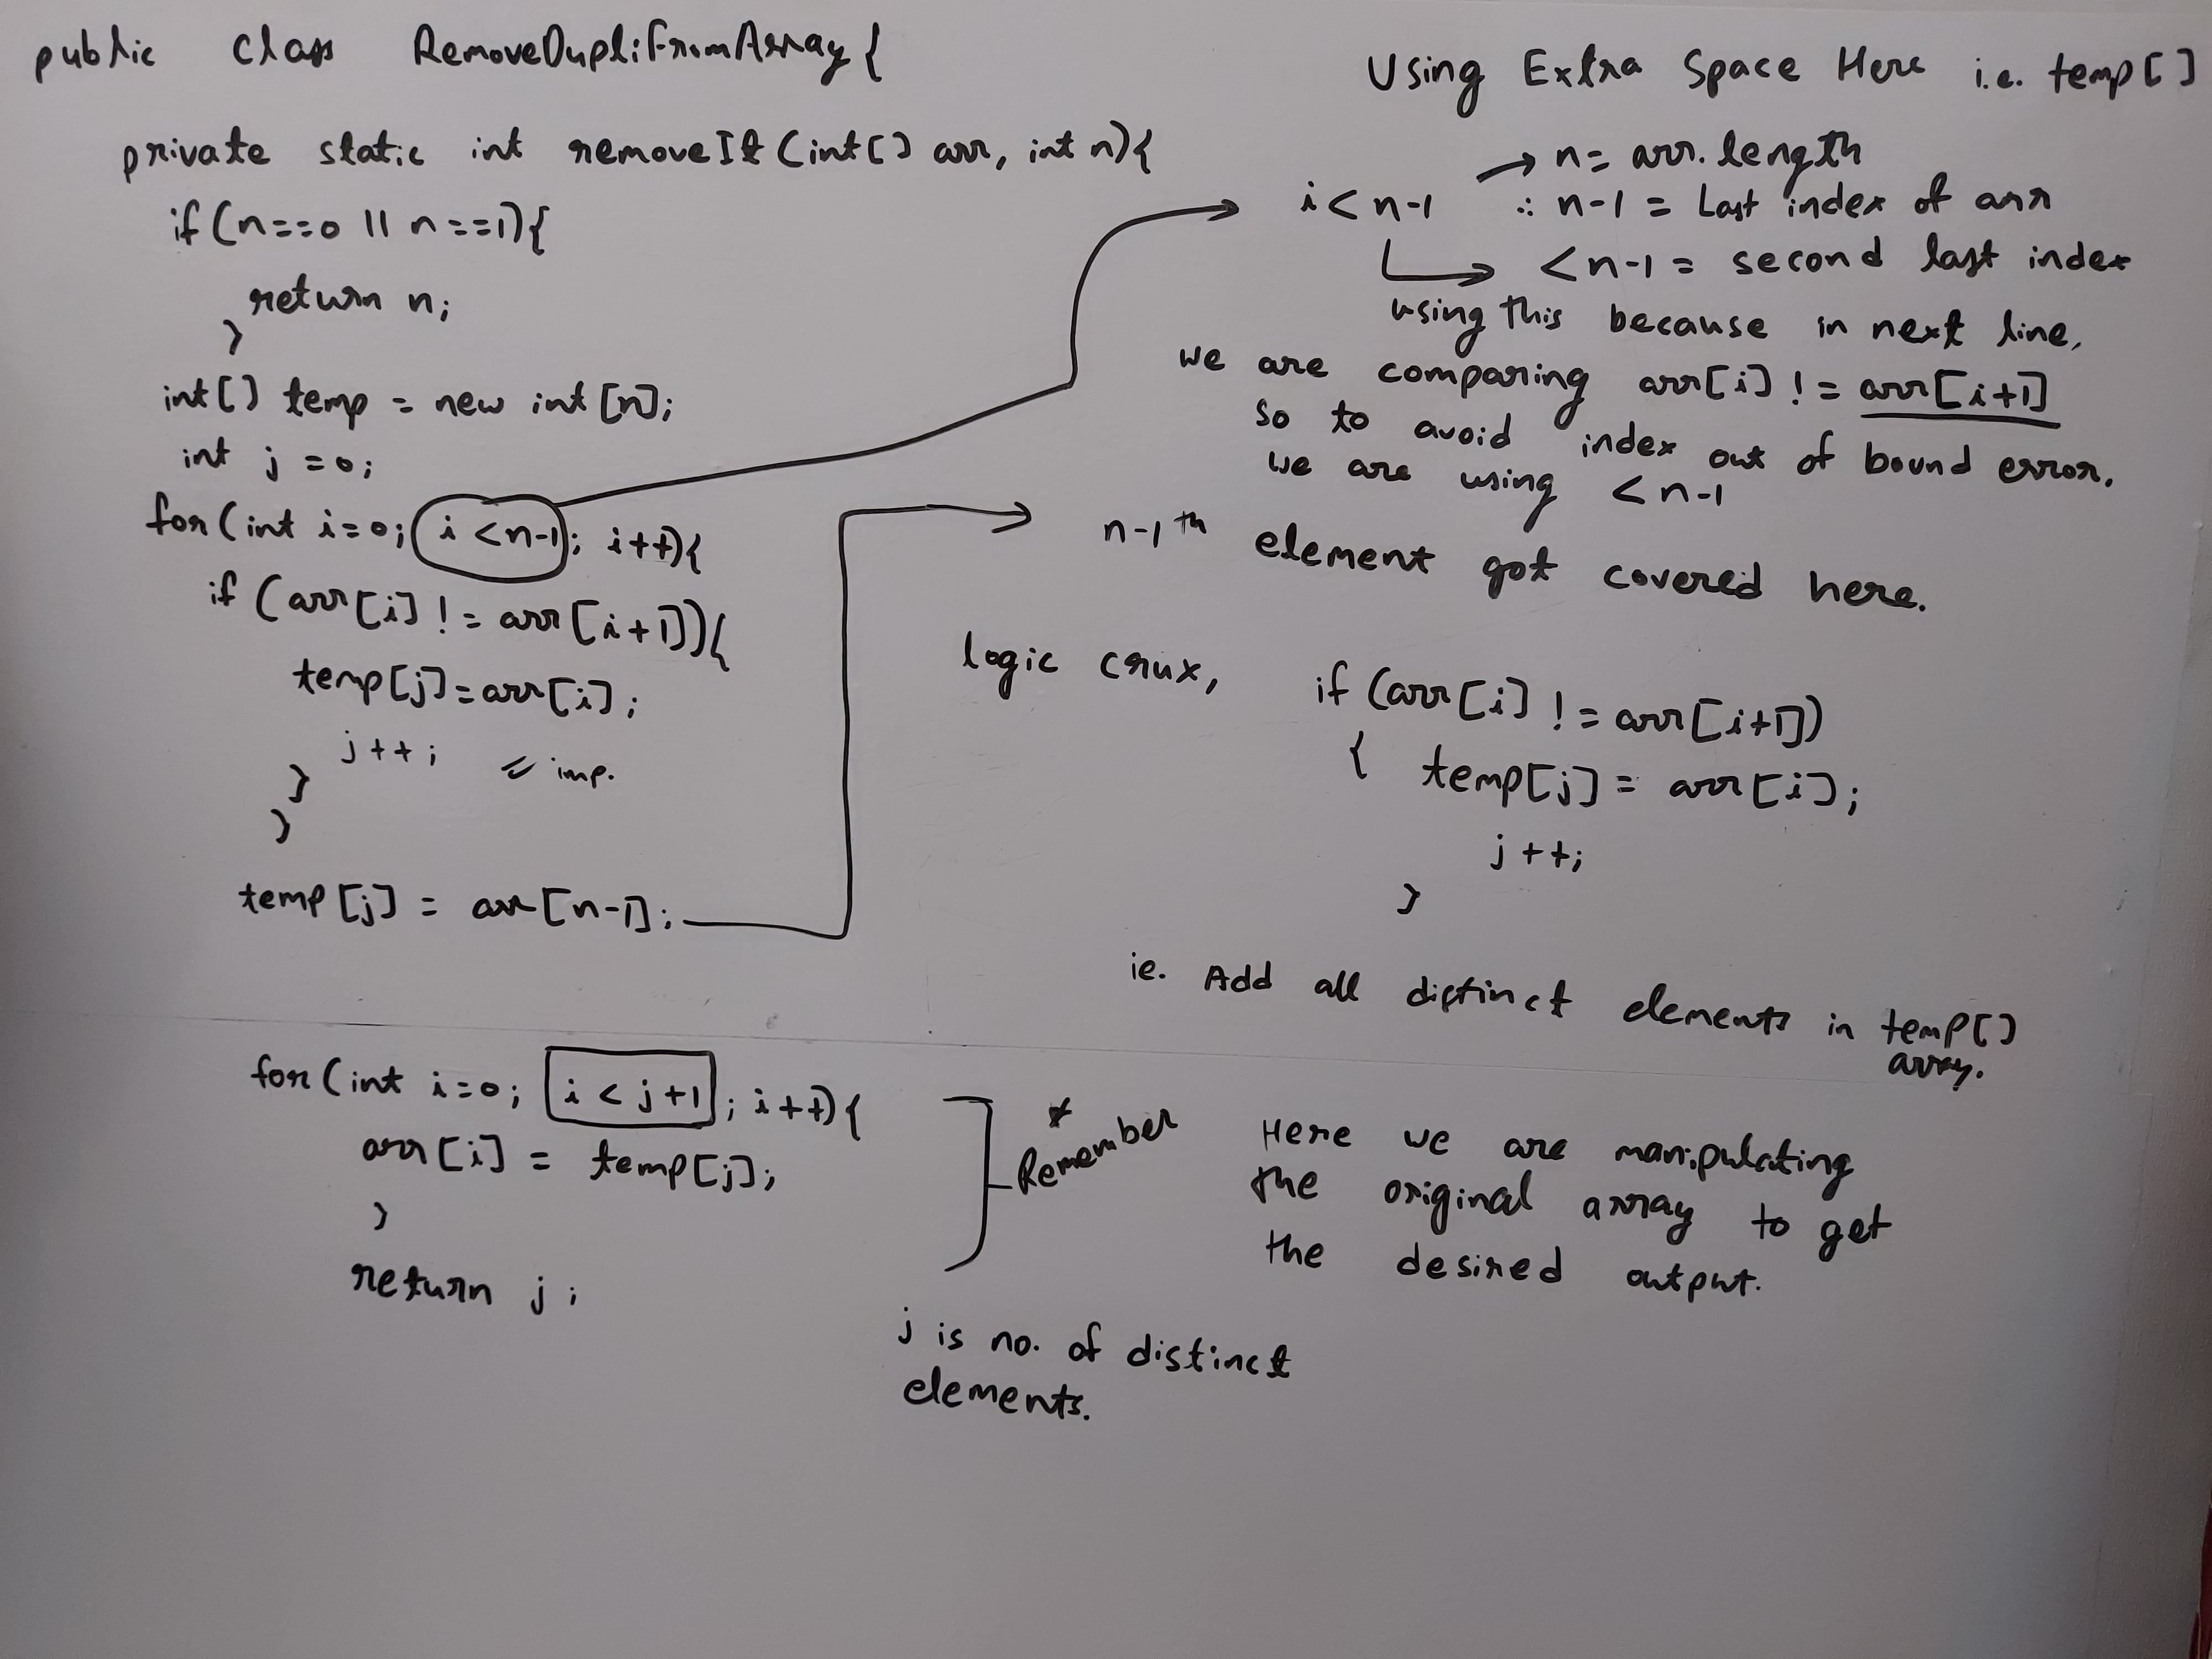 public class RemoveDupliFromArray{
private static int removeIt (int[] arr, int n){
if (n==0 || n==1){
return n;
}
int[] temp = new int [n];
int j =0;
for (int i=0; i<n-1; i++){
if (arr[i] != arr[i+1]){
temp[j]=arr[i];
j++; imp.
}
}
temp[j] = arr[n-1];
for (int i=0; i < j+1; i++){
arr[i] = temp[j];
}
return j;
Using Extra Space Here i.e. temp[]
→ n= arr.length
i< n-1 ∴ n-1 = Last index of arr
→ <n-1 = second last index
using this because in next line,
we are comparing arr[i] != arr[i+1]
so to avoid index out of bound error,
we are using < n-1
n-1th element got covered here.
logic crux, if (arr[i] != arr[i+1])
{ temp[j] = arr[i];
j++;
}
ie. Add all distinct elements in temp[]
array.
* Remember
Here we are manipulating
the original array to get
the desired output.
j is no. of distinct
elements.